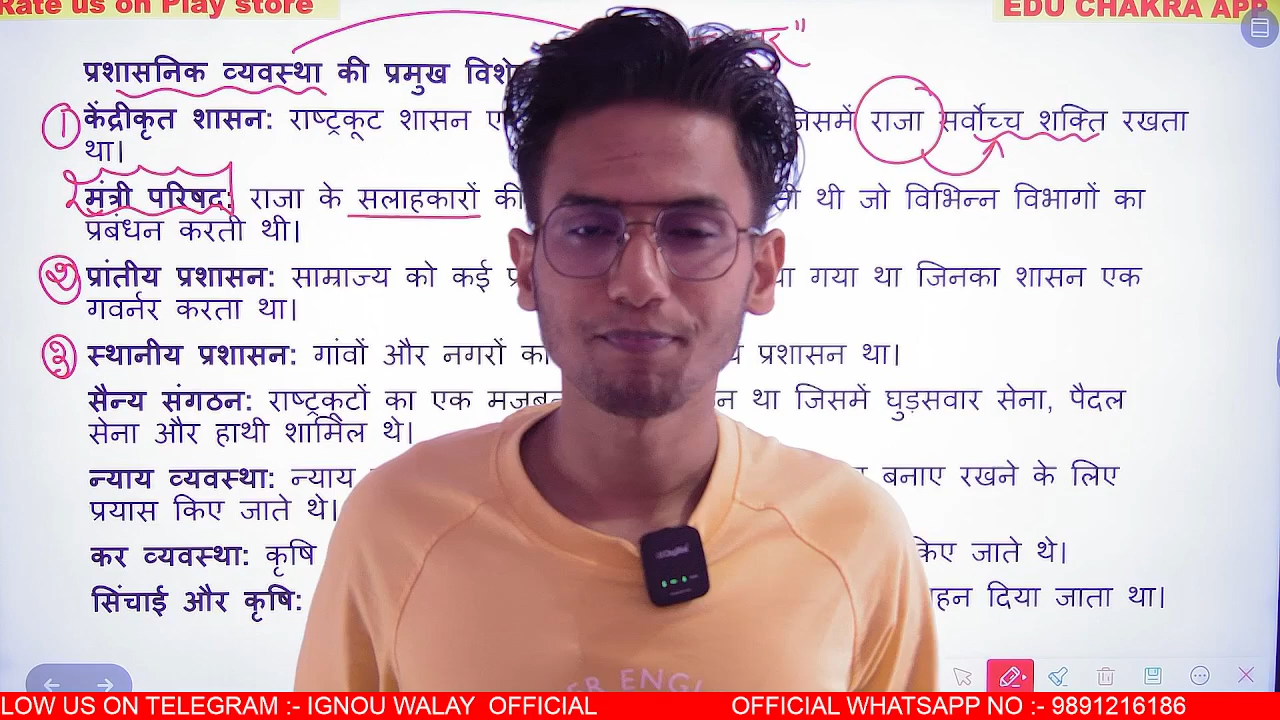 Rate us on Play store
EDU CHAKRA APP
प्रशासनिक व्यवस्था की प्रमुख
केंद्रीकृत शासन: राष्ट्रकूट शासन जिसमें राजा सर्वोच्च शक्ति रखता
था।
मंत्री परिषद: राजा के सलाहकारों की थी जो विभिन्न विभागों का
प्रबंधन करती थी।
प्रांतीय प्रशासन: साम्राज्य को कई गया था जिनका शासन एक
गवर्नर करता था।
स्थानीय प्रशासन: गांवों और नगरों का प्रशासन था।
सैन्य संगठन: राष्ट्रकूटों का एक था जिसमें घुड़सवार सेना, पैदल
सेना और हाथी शामिल थे।
न्याय व्यवस्था: न्याय बनाए रखने के लिए
प्रयास किए जाते थे।
कर व्यवस्था: कृषि किए जाते थे।
सिंचाई और कृषि: दिया जाता था।
LOW US ON TELEGRAM :- IGNOU WALAY OFFICIAL
OFFICIAL WHATSAPP NO :- 9891216186